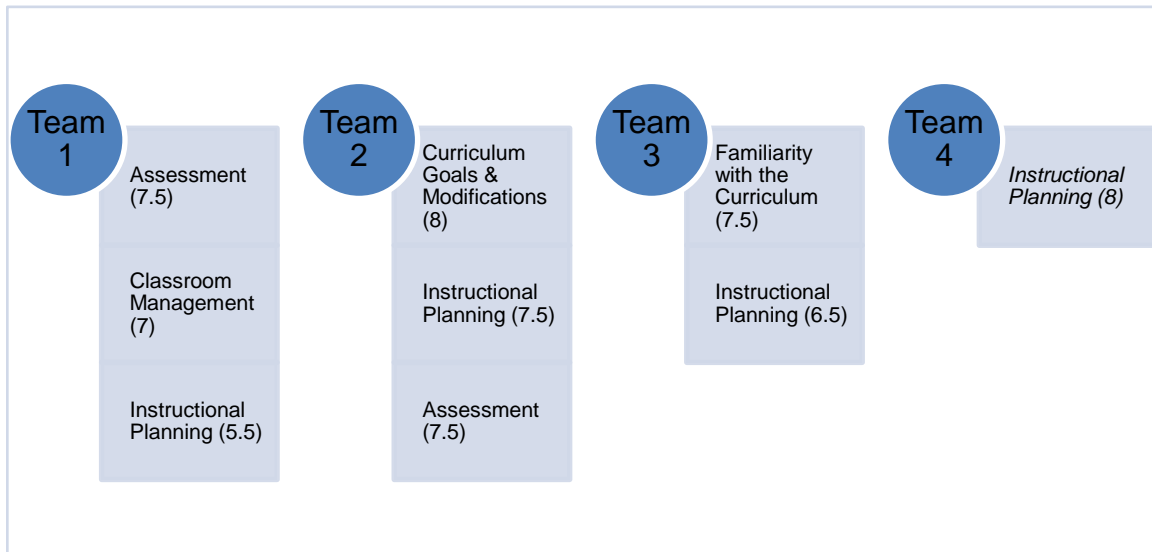 Team
1
Assessment
(7.5)
Classroom
Management
(7)
Instructional
Planning (5.5)
Team
2
Curriculum
Goals &
Modifications
(8)
Instructional
Planning (7.5)
Assessment
(7.5)
Team
3
Familiarity
with the
Curriculum
(7.5)
Instructional
Planning (6.5)
Team
4
Instructional
Planning (8)